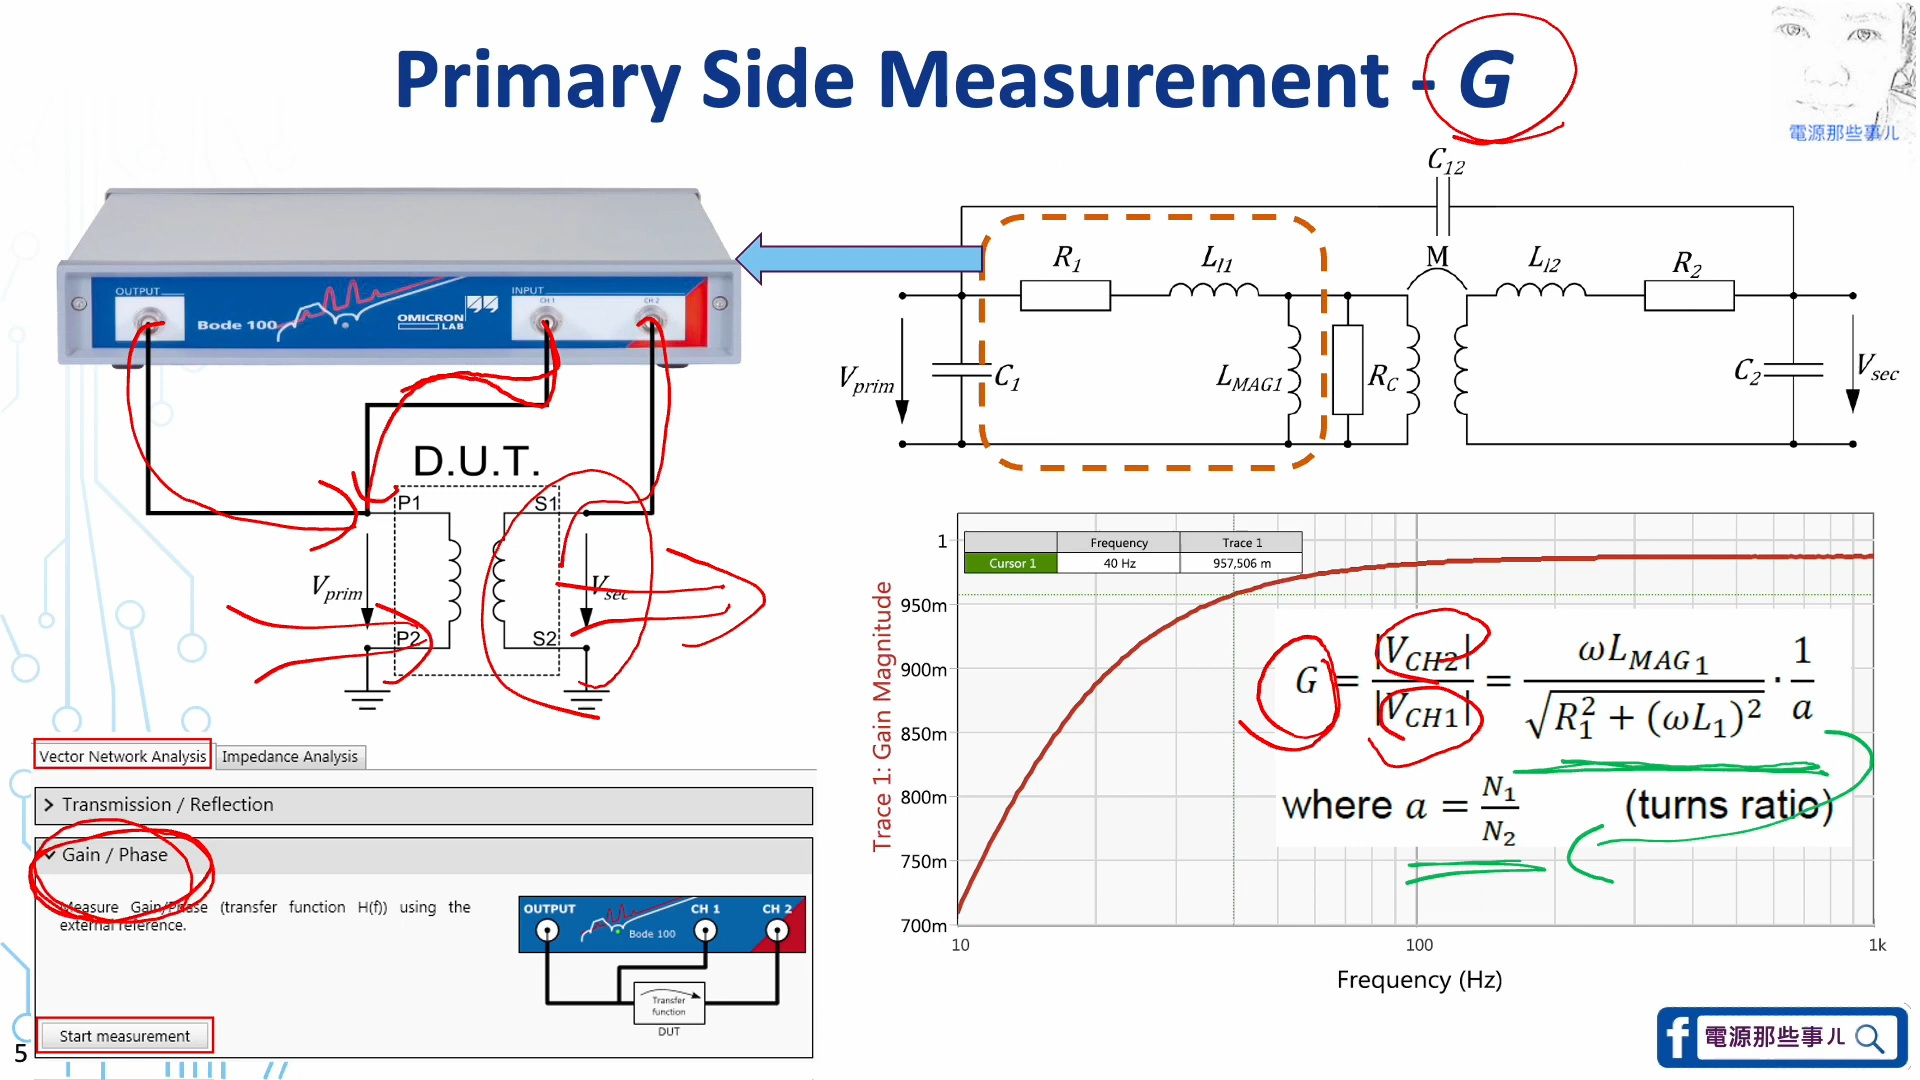 Primary Side Measurement - G
電源那些事儿
OUTPUT
INPUT
CH 1
CH 2
Bode 100
OMICRON
LAB
D.U.T.
P1
S1
Vprim
Vsec
P2
S2
C12
R1
Ll1
M
Ll2
R2
Vprim
C1
LMAG1
RC
C2
Vsec
Vector Network Analysis
Impedance Analysis
Transmission / Reflection
Gain / Phase
Measure Gain/Phase (transfer function H(f)) using the
external reference.
OUTPUT
CH 1
CH 2
Bode 100
Transfer
function
DUT
Start measurement
5
Frequency
Trace 1
Cursor 1
40 Hz
957,506 m
Trace 1: Gain Magnitude
1
950m
900m
850m
800m
750m
700m
10
100
1k
Frequency (Hz)
G = |VCH2| / |VCH1| = ωLMAG1 / √(R1² + (ωL1)²) · 1/a
where a = N1/N2 (turns ratio)
f 電源那些事儿